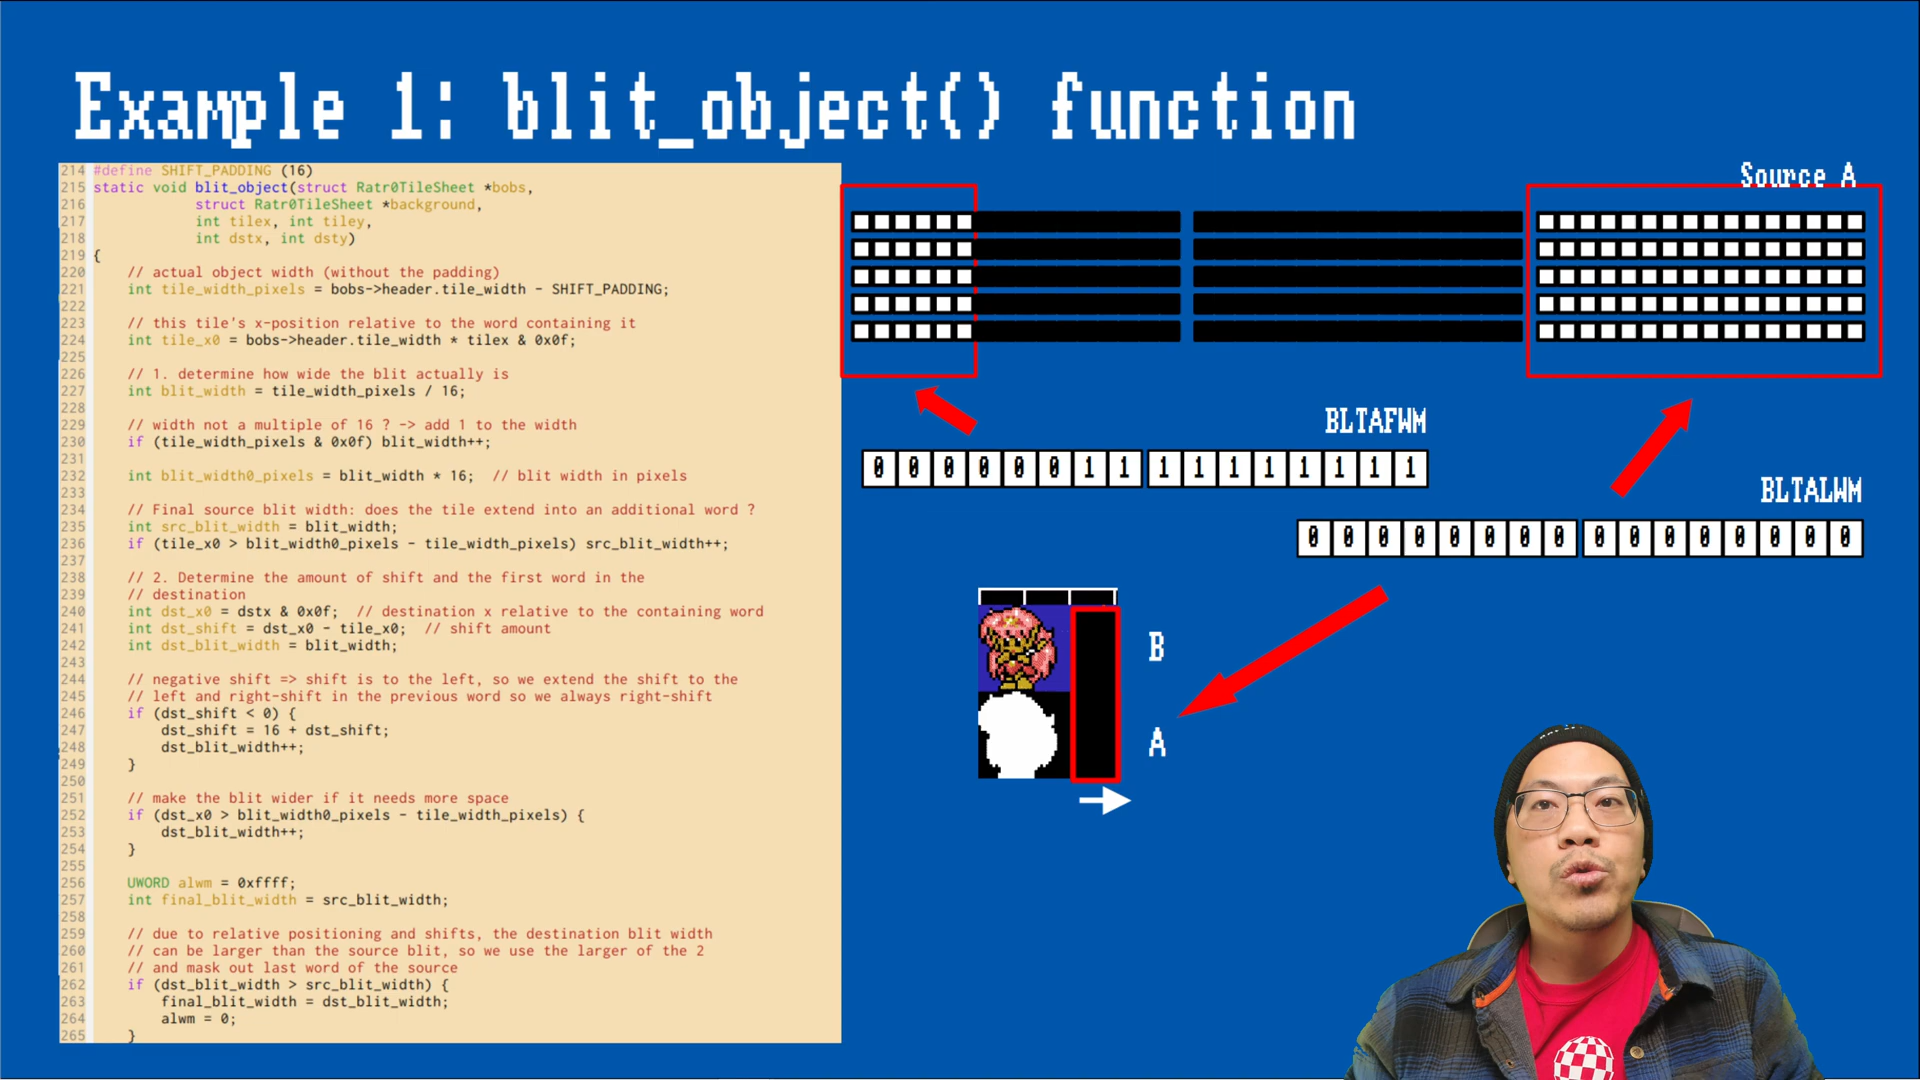 Example 1: blit_object() function
214 #define SHIFT_PADDING (16)
215 static void blit_object(struct Ratr0TileSheet *bobs,
216             struct Ratr0TileSheet *background,
217             int tilex, int tiley,
218             int dstx, int dsty)
219 {
220     // actual object width (without the padding)
221     int tile_width_pixels = bobs->header.tile_width - SHIFT_PADDING;
222
223     // this tile's x-position relative to the word containing it
224     int tile_x0 = bobs->header.tile_width * tilex & 0x0f;
225
226     // 1. determine how wide the blit actually is
227     int blit_width = tile_width_pixels / 16;
228
229     // width not a multiple of 16 ? -> add 1 to the width
230     if (tile_width_pixels & 0x0f) blit_width++;
231
232     int blit_width0_pixels = blit_width * 16;  // blit width in pixels
233
234     // Final source blit width: does the tile extend into an additional word ?
235     int src_blit_width = blit_width;
236     if (tile_x0 > blit_width0_pixels - tile_width_pixels) src_blit_width++;
237
238     // 2. Determine the amount of shift and the first word in the
239     // destination
240     int dst_x0 = dstx & 0x0f;  // destination x relative to the containing word
241     int dst_shift = dst_x0 - tile_x0;  // shift amount
242     int dst_blit_width = blit_width;
243
244     // negative shift => shift is to the left, so we extend the shift to the
245     // left and right-shift in the previous word so we always right-shift
246     if (dst_shift < 0) {
247         dst_shift = 16 + dst_shift;
248         dst_blit_width++;
249     }
250
251     // make the blit wider if it needs more space
252     if (dst_x0 > blit_width0_pixels - tile_width_pixels) {
253         dst_blit_width++;
254     }
255
256     UWORD alwm = 0xffff;
257     int final_blit_width = src_blit_width;
258
259     // due to relative positioning and shifts, the destination blit width
260     // can be larger than the source blit, so we use the larger of the 2
261     // and mask out last word of the source
262     if (dst_blit_width > src_blit_width) {
263         final_blit_width = dst_blit_width;
264         alwm = 0;
265     }
Source A
BLTAFWM
0 0 0 0 0 0 1 1 1 1 1 1 1 1 1 1
BLTALWM
0 0 0 0 0 0 0 0 0 0 0 0 0 0 0 0
B
A